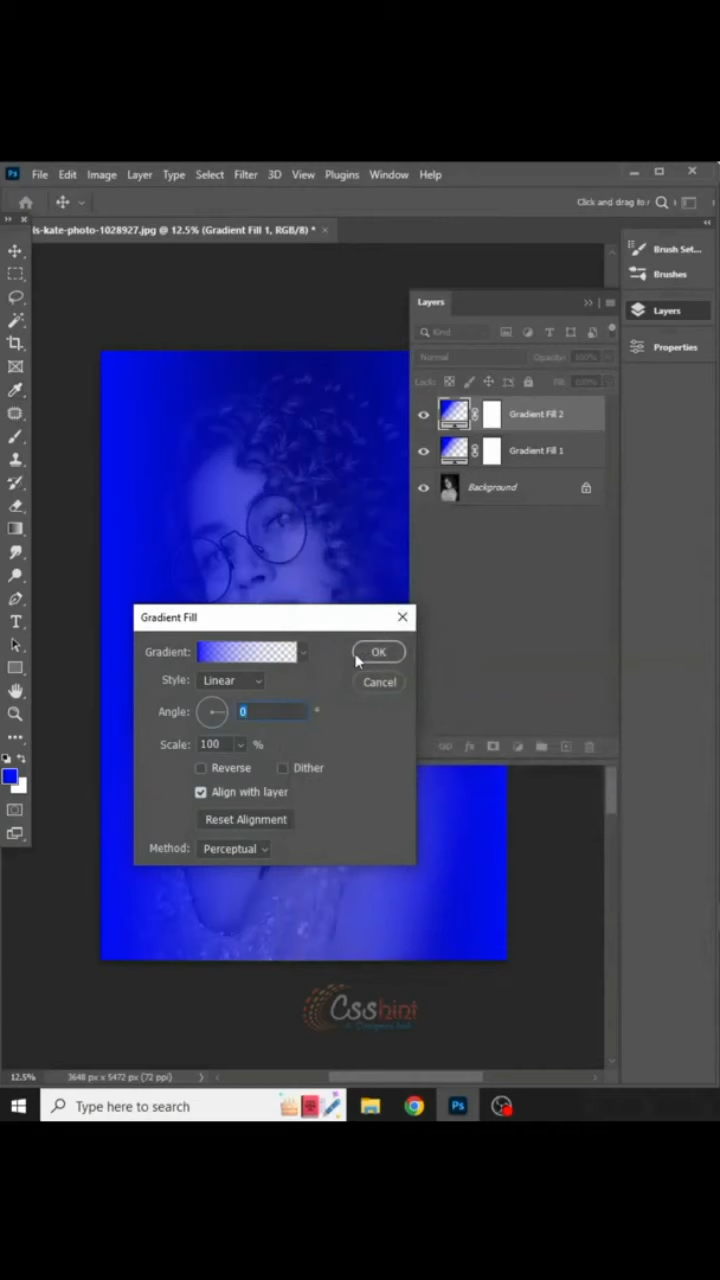 Ps File Edit Image Layer Type Select Filter 3D View Plugins Window Help
Click and drag to
ls-kate-photo-1028927.jpg @ 12.5% (Gradient Fill 1, RGB/8) *
Brush Set...
Brushes
Layers
Properties
Layers
Kind
Normal Opacity: 100%
Lock: Fill: 100%
Gradient Fill 2
Gradient Fill 1
Background
Gradient Fill
Gradient: OK
Style: Linear Cancel
Angle: 0 °
Scale: 100 %
Reverse Dither
Align with layer
Reset Alignment
Method: Perceptual
Csshint
12.5% 3648 px x 5472 px (72 ppi)
Type here to search Ps